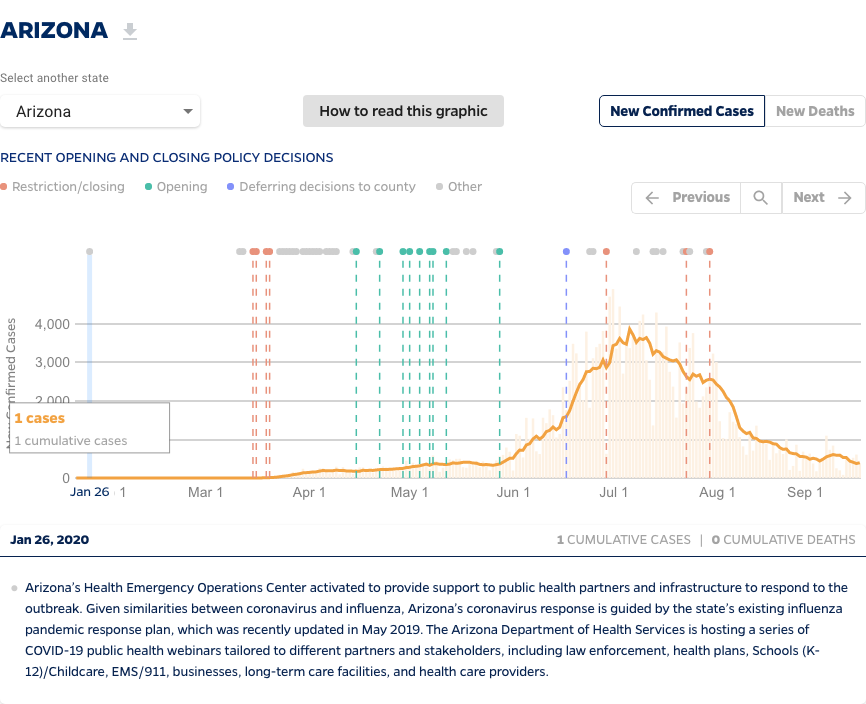 ARIZONA
Select another state
Arizona
How to read this graphic
New Confirmed Cases
New Deaths
RECENT OPENING AND CLOSING POLICY DECISIONS
Restriction/closing
Opening
Deferring decisions to county
Other
Previous
Next
Confirmed Cases
4,000
3,000
2,000
0
1 cases
1 cumulative cases
Jan 26
1
Mar 1
Apr 1
May 1
Jun 1
Jul 1
Aug 1
Sep 1
Jan 26, 2020
1 CUMULATIVE CASES | 0 CUMULATIVE DEATHS
Arizona's Health Emergency Operations Center activated to provide support to public health partners and infrastructure to respond to the
outbreak. Given similarities between coronavirus and influenza, Arizona's coronavirus response is guided by the state's existing influenza
pandemic response plan, which was recently updated in May 2019. The Arizona Department of Health Services is hosting a series of
COVID-19 public health webinars tailored to different partners and stakeholders, including law enforcement, health plans, Schools (K-
12)/Childcare, EMS/911, businesses, long-term care facilities, and health care providers.